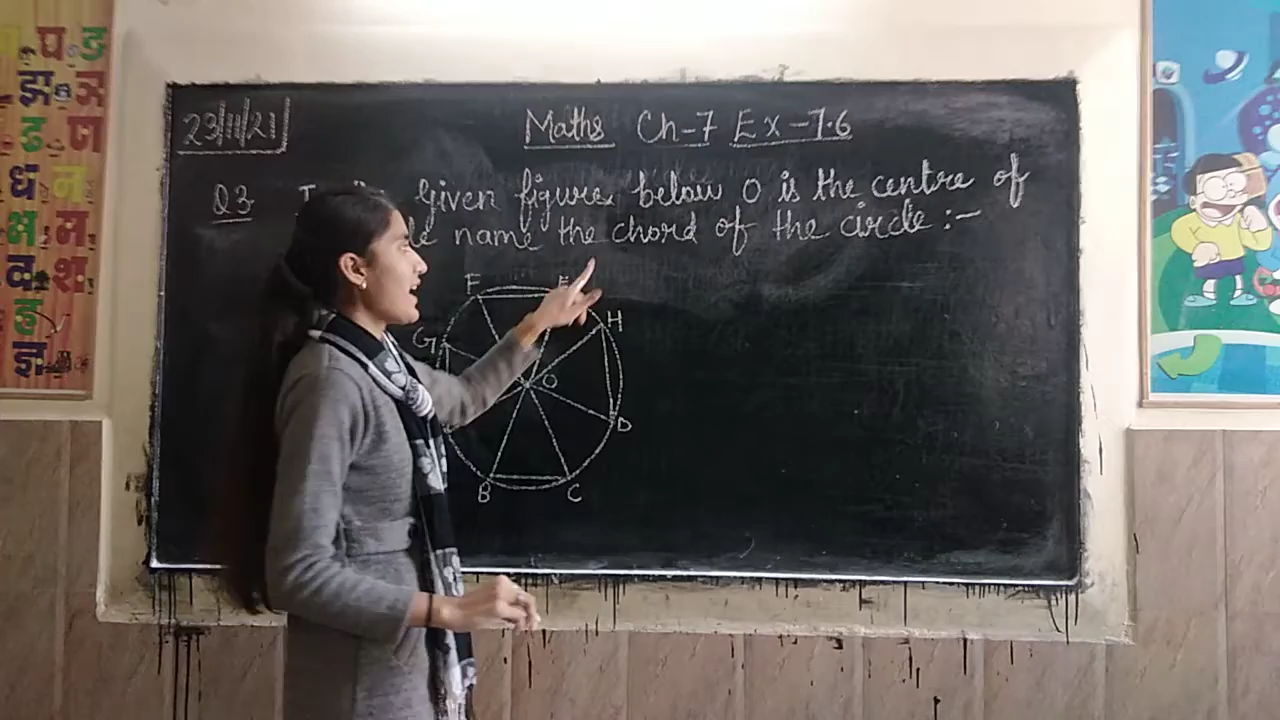 घ ङ
झ ञ
ढ ण
ध न
म
व श
ह
ज्ञ
23/11/21
Maths Ch-7 Ex-7.6
Q3 Given figure below O is the centre of
name the chord of the circle :-
F
H
G
O
D
B C